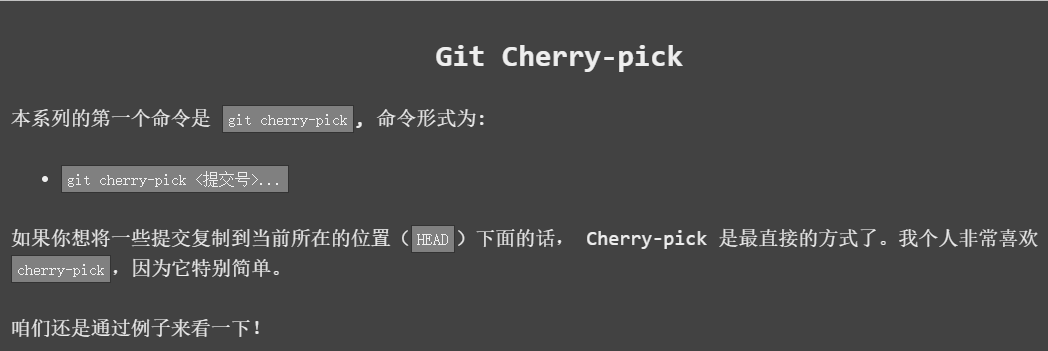 Git Cherry-pick
本系列的第一个命令是 git cherry-pick, 命令形式为:
• git cherry-pick <提交号>...
如果你想将一些提交复制到当前所在的位置（HEAD）下面的话， Cherry-pick 是最直接的方式了。我个人非常喜欢
cherry-pick，因为它特别简单。
咱们还是通过例子来看一下！